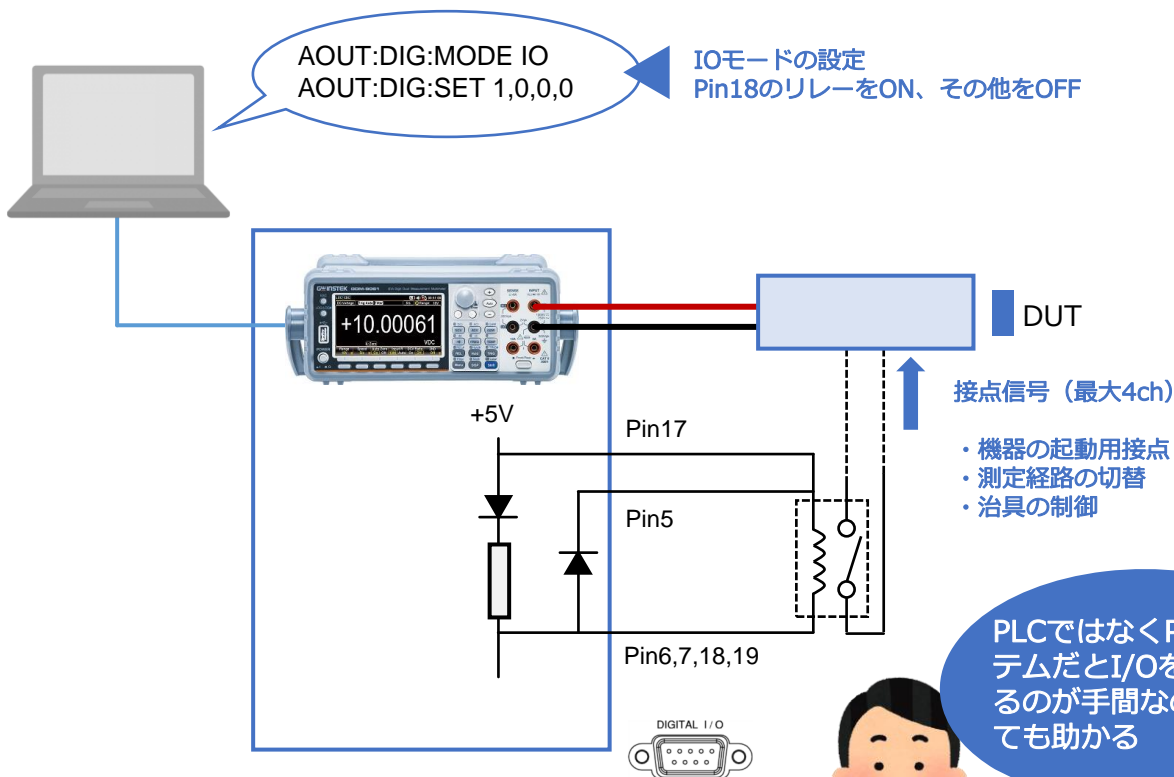 AOUT:DIG:MODE IO
AOUT:DIG:SET 1,0,0,0
IOモードの設定
Pin18のリレーをON、その他をOFF
GWINSTEK
+10.00061
VDC
DUT
接点信号（最大4ch）
・機器の起動用接点
・測定経路の切替
・治具の制御
+5V
Pin17
Pin5
Pin6,7,18,19
DIGITAL I/O
PLCではなく
テムだとI/Oを
るのが手間な
ても助かる